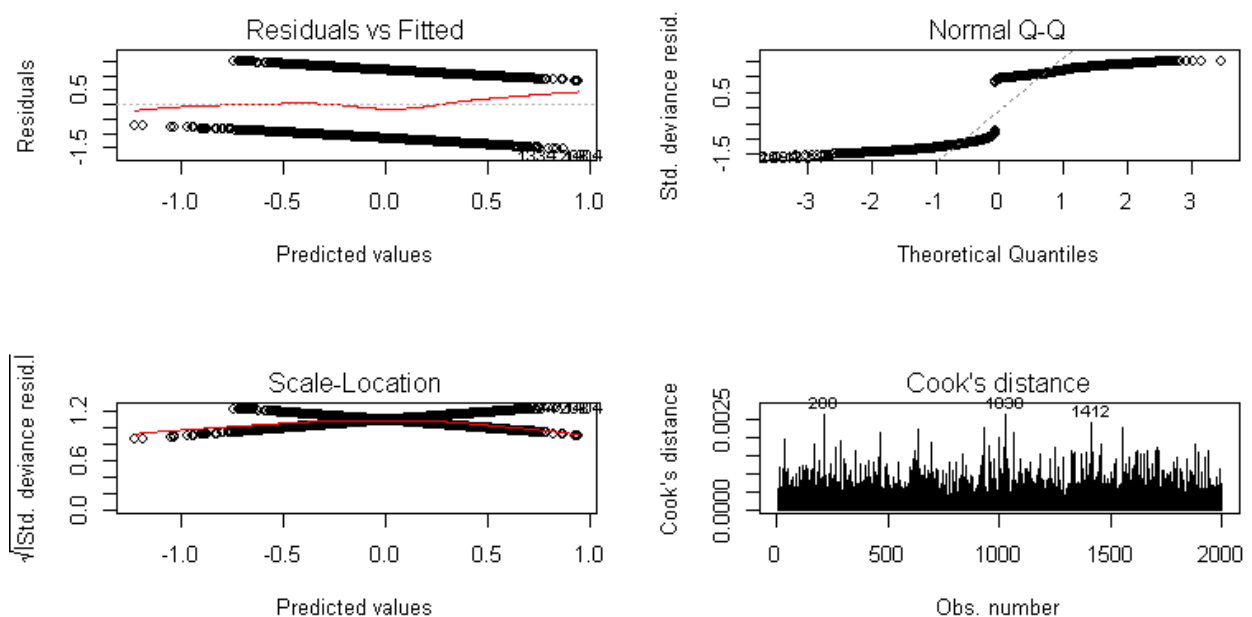 Residuals vs Fitted
Residuals
0.5
-1.5
-1.0
-0.5
0.0
0.5
1.0
Predicted values
Normal Q-Q
Std. deviance resid.
0.5
-1.5
-3
-2
-1
0
1
2
3
Theoretical Quantiles
Scale-Location
√|Std. deviance resid.|
1.2
0.6
0.0
-1.0
-0.5
0.0
0.5
1.0
Predicted values
Cook's distance
Cook's distance
0.0025
0.0000
200
1030
1412
0
500
1000
1500
2000
Obs. number